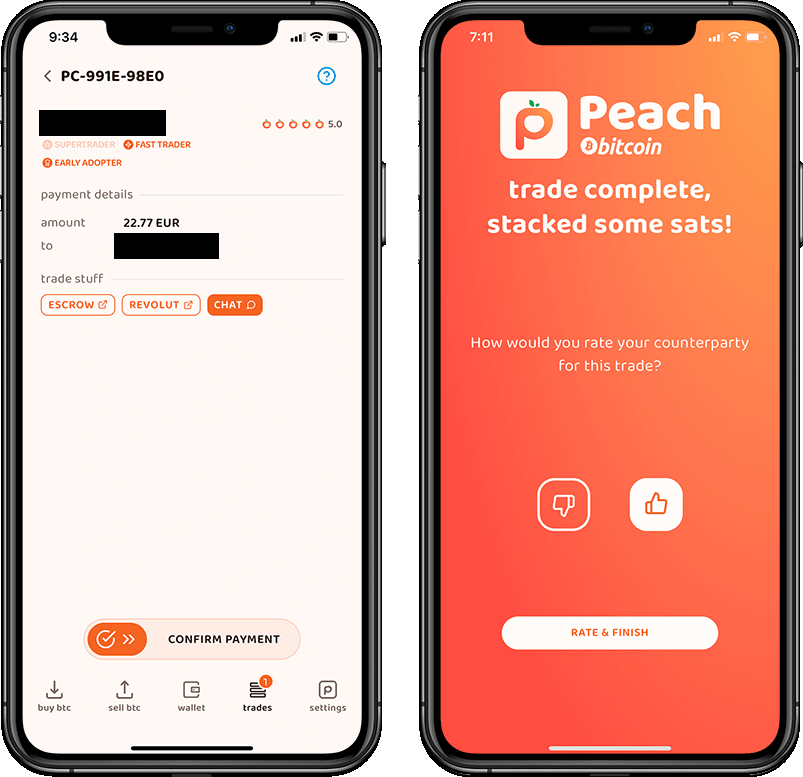 9:34
PC-991E-98E0
5.0
SUPERTRADER FAST TRADER
EARLY ADOPTER
payment details
amount 22.77 EUR
to
trade stuff
ESCROW REVOLUT CHAT
CONFIRM PAYMENT
1
buy btc sell btc wallet trades settings
7:11
Peach
bitcoin
trade complete,
stacked some sats!
How would you rate your counterparty
for this trade?
RATE & FINISH